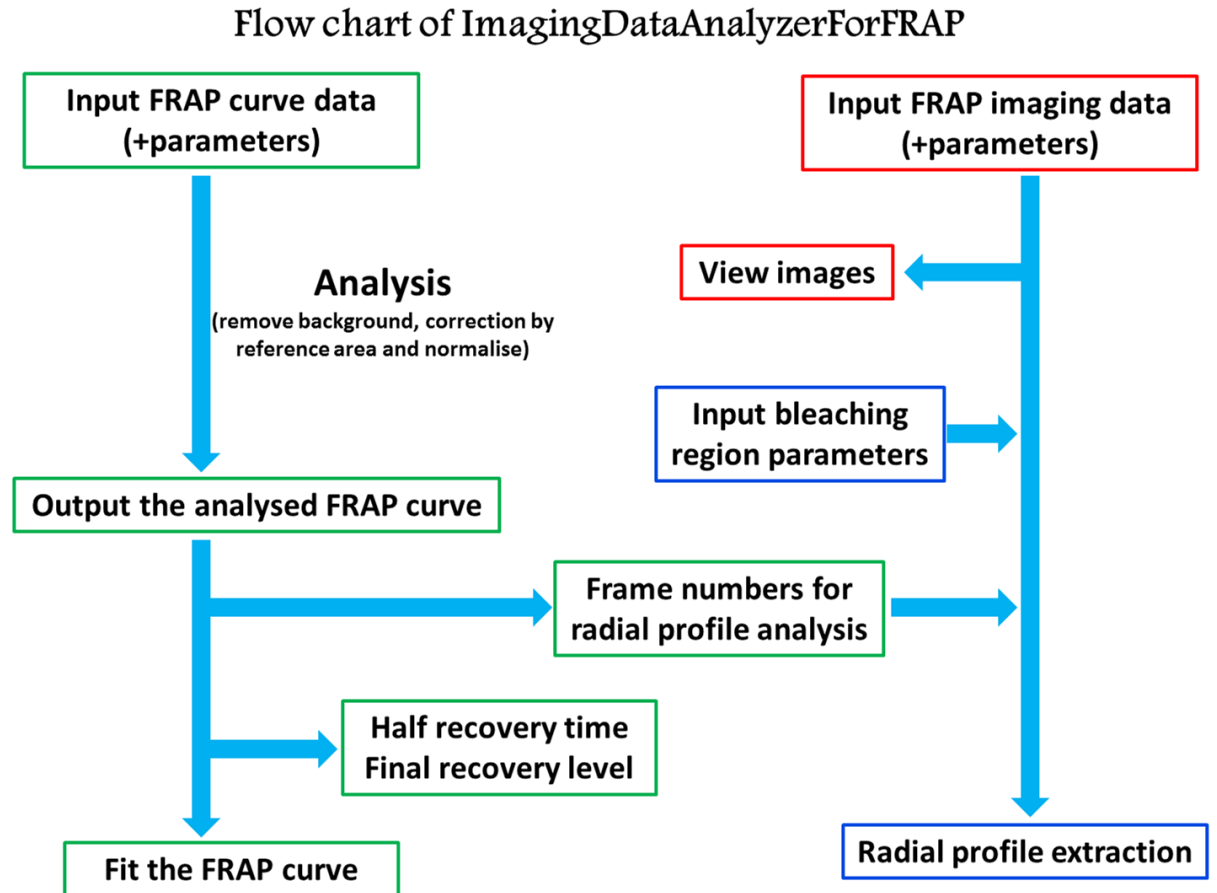 Flow chart of ImagingDataAnalyzerForFRAP
Input FRAP curve data
(+parameters)
Input FRAP imaging data
(+parameters)
View images
Analysis
(remove background, correction by
reference area and normalise)
Input bleaching
region parameters
Output the analysed FRAP curve
Frame numbers for
radial profile analysis
Half recovery time
Final recovery level
Fit the FRAP curve
Radial profile extraction